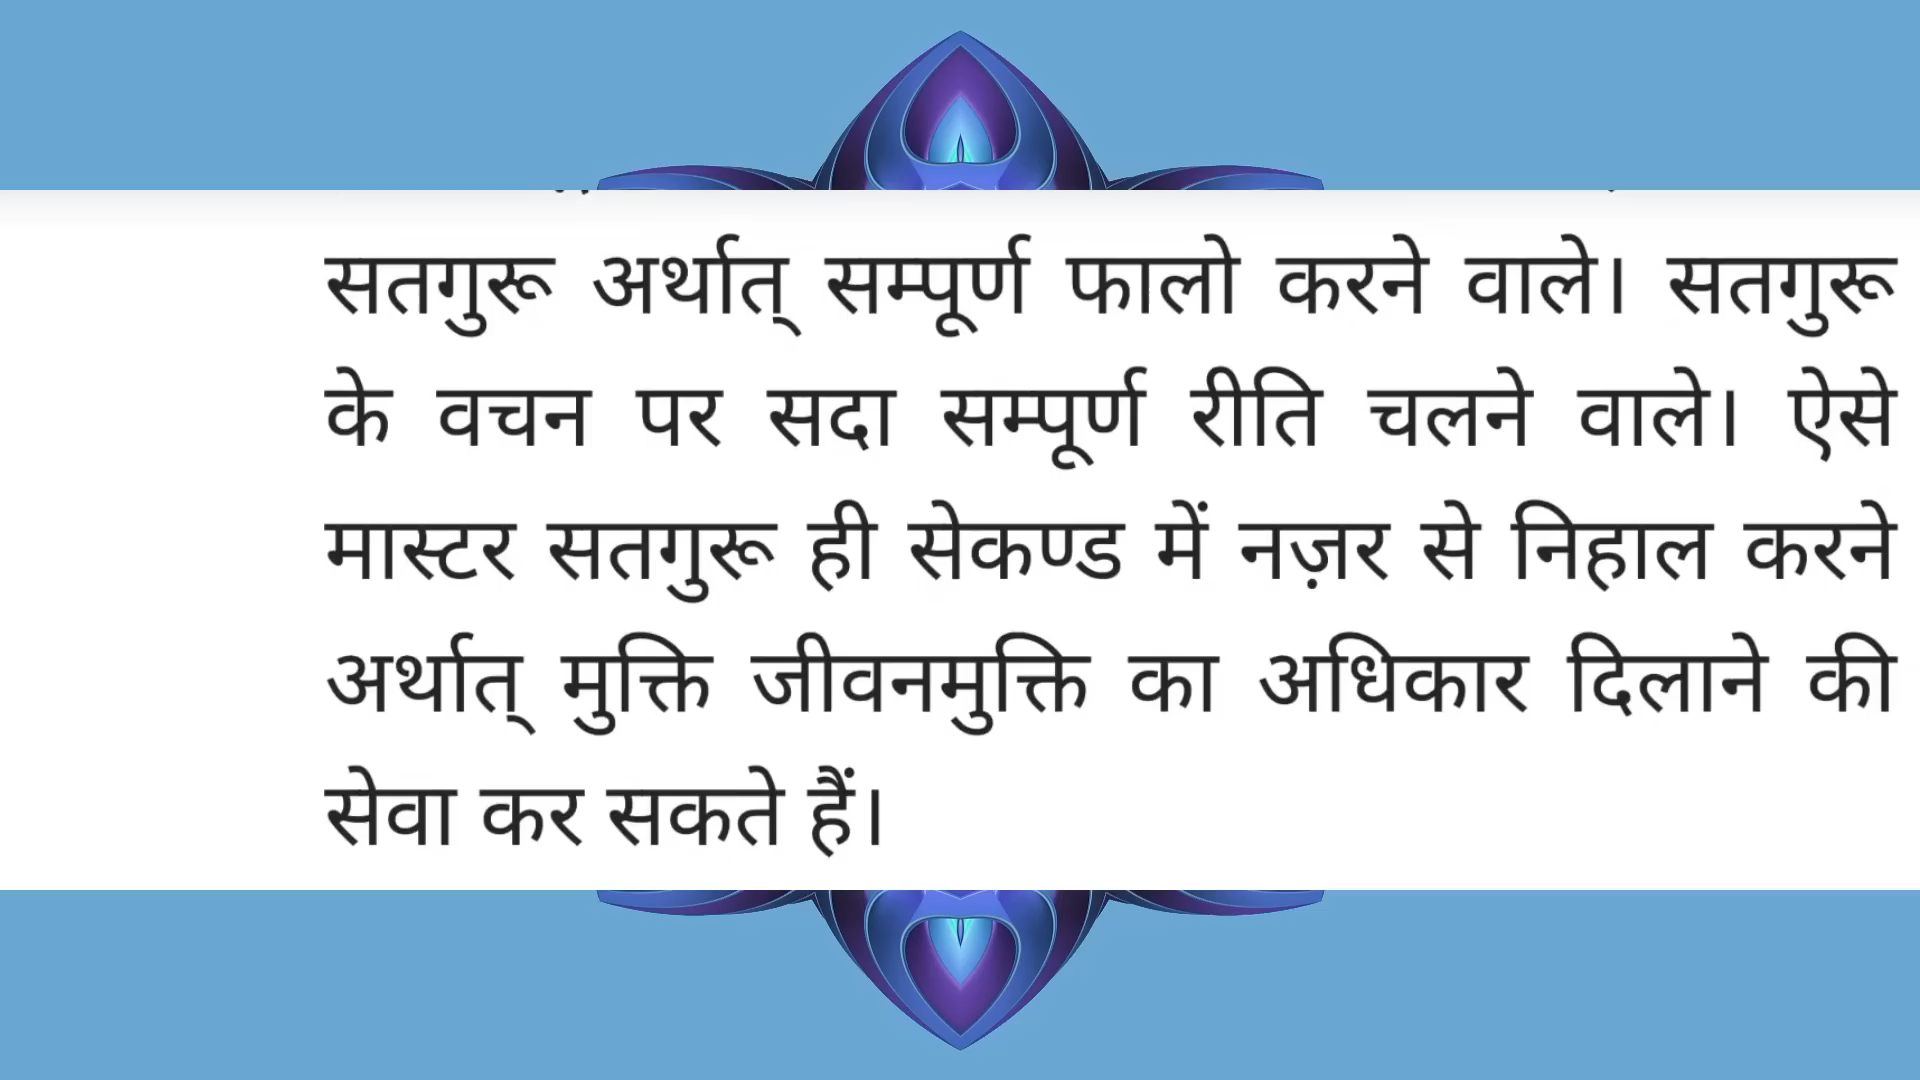 सतगुरू अर्थात् सम्पूर्ण फालो करने वाले। सतगुरू
के वचन पर सदा सम्पूर्ण रीति चलने वाले। ऐसे
मास्टर सतगुरू ही सेकण्ड में नज़र से निहाल करने
अर्थात् मुक्ति जीवनमुक्ति का अधिकार दिलाने की
सेवा कर सकते हैं।